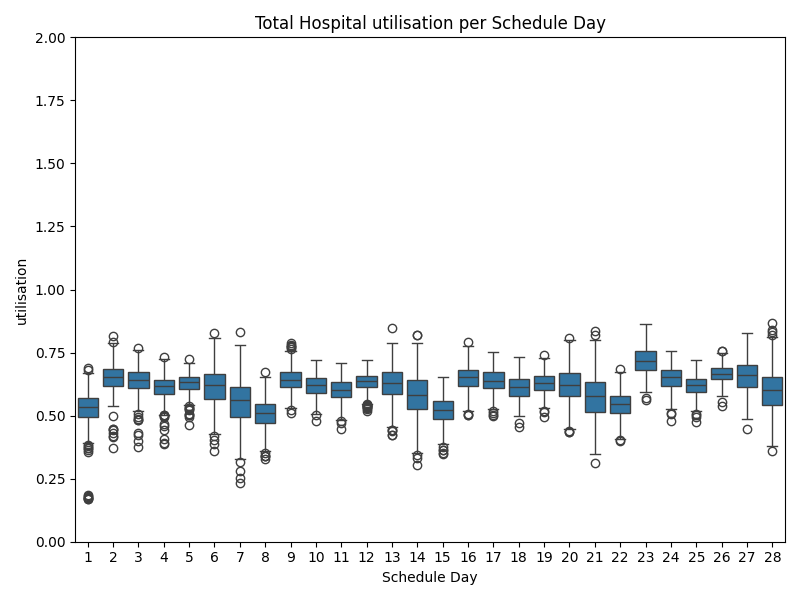 Total Hospital utilisation per Schedule Day
2.00
1.75
1.50
1.25
1.00
0.75
0.50
0.25
0.00
utilisation
1 2 3 4 5 6 7 8 9 10 11 12 13 14 15 16 17 18 19 20 21 22 23 24 25 26 27 28
Schedule Day